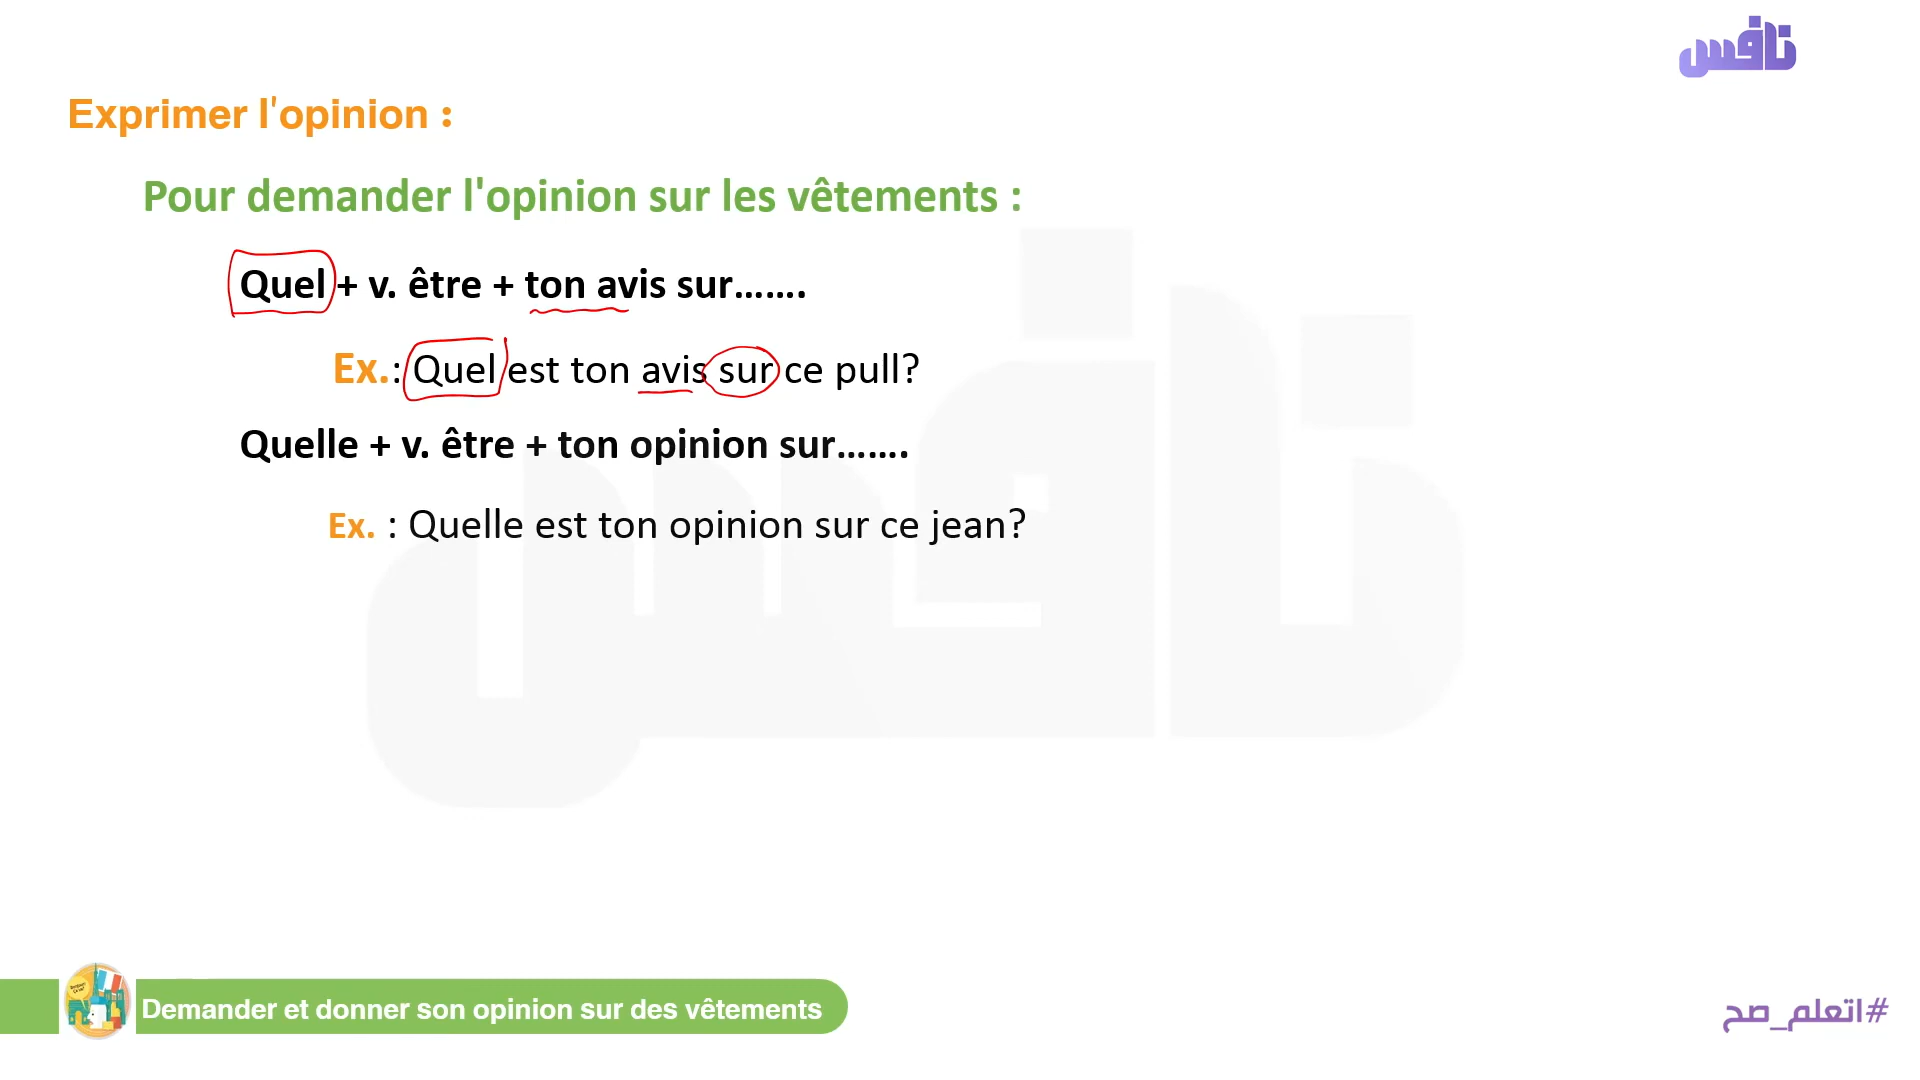 نافس
Exprimer l'opinion :
Pour demander l'opinion sur les vêtements :
Quel + v. être + ton avis sur…….
Ex.: Quel est ton avis sur ce pull?
Quelle + v. être + ton opinion sur…….
Ex. : Quelle est ton opinion sur ce jean?
Demander et donner son opinion sur des vêtements
#اتعلم_صح